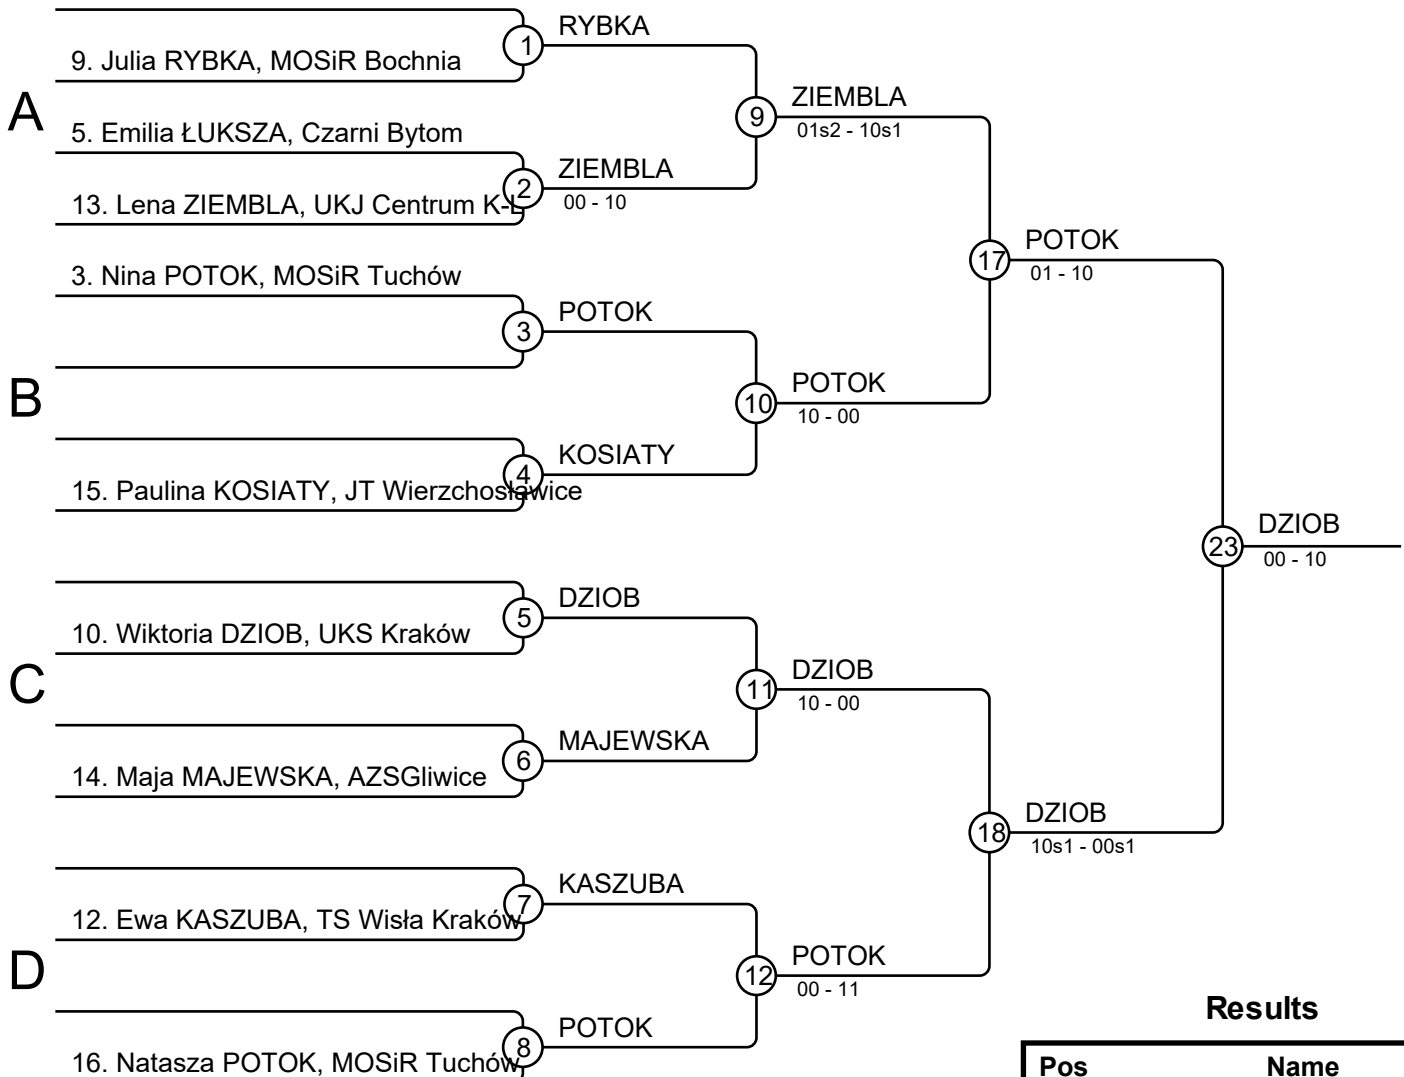 RYBKA
1
9. Julia RYBKA, MOSiR Bochnia
ZIEMBLA
A
9
01s2 - 10s1
5. Emilia ŁUKSZA, Czarni Bytom
ZIEMBLA
2
00 - 10
13. Lena ZIEMBLA, UKJ Centrum K-L
POTOK
17
01 - 10
3. Nina POTOK, MOSiR Tuchów
POTOK
3
POTOK
B
10
10 - 00
KOSIATY
4
15. Paulina KOSIATY, JT Wierzchosławice
DZIOB
23
00 - 10
DZIOB
5
10. Wiktoria DZIOB, UKS Kraków
DZIOB
C
11
10 - 00
MAJEWSKA
6
14. Maja MAJEWSKA, AZSGliwice
DZIOB
18
10s1 - 00s1
KASZUBA
7
12. Ewa KASZUBA, TS Wisła Kraków
POTOK
D
12
00 - 11
Results
POTOK
8
16. Natasza POTOK, MOSiR Tuchów
Pos Name